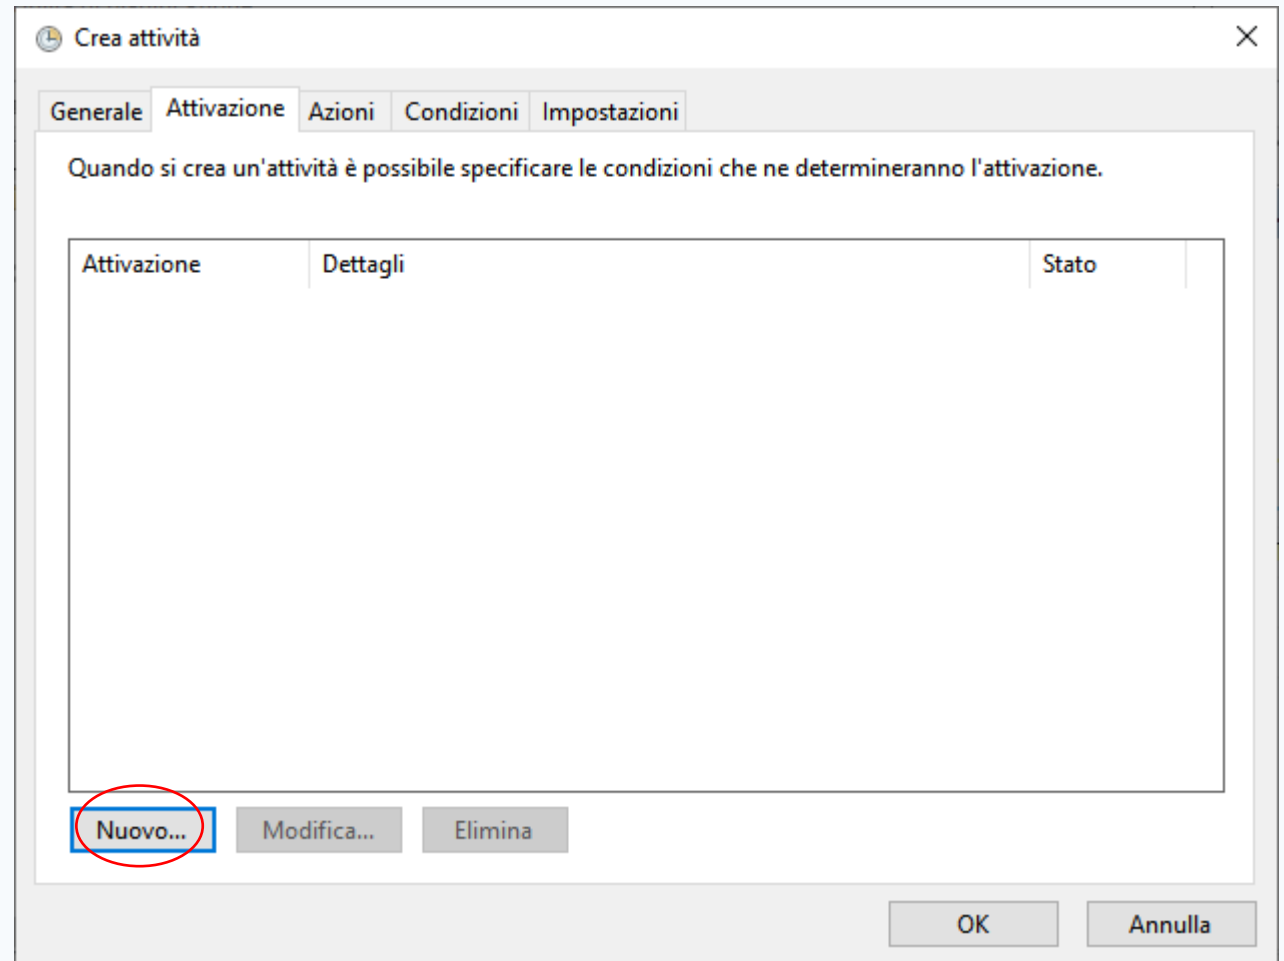 Crea attività
Generale Attivazione Azioni Condizioni Impostazioni
Quando si crea un'attività è possibile specificare le condizioni che ne determineranno l'attivazione.
Attivazione Dettagli Stato
Nuovo... Modifica... Elimina
OK Annulla